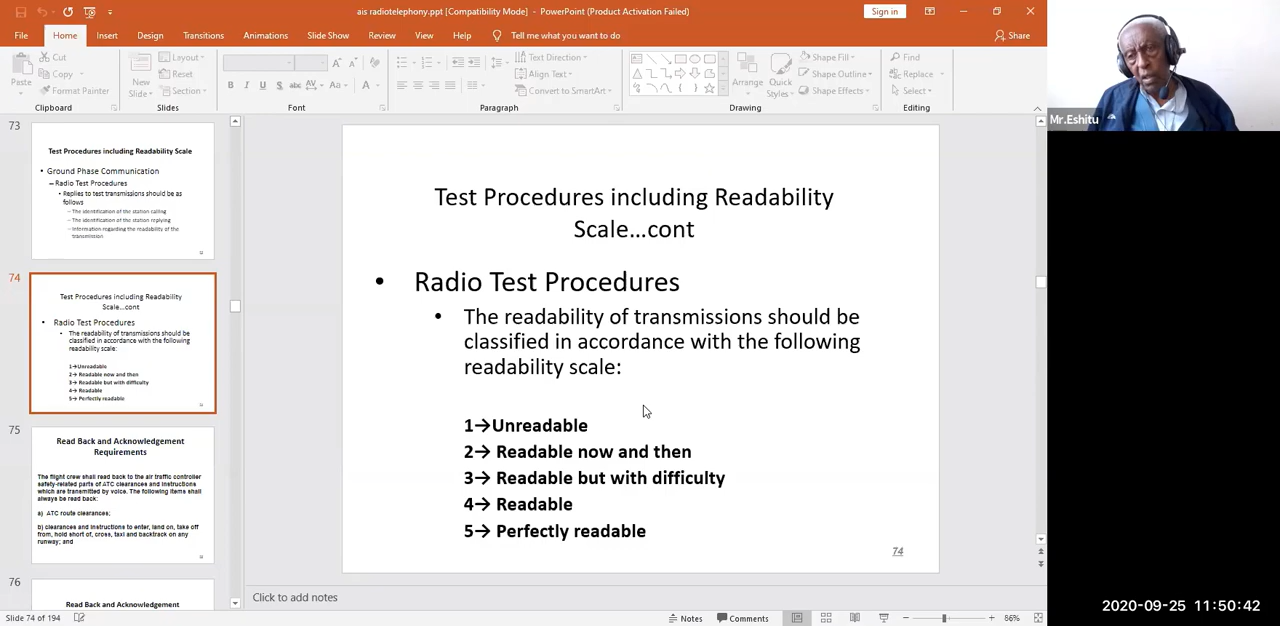 ais radiotelephony.ppt [Compatibility Mode] - PowerPoint (Product Activation Failed)
Sign in
File Home Insert Design Transitions Animations Slide Show Review View Help Tell me what you want to do
Share
Paste
Cut
Copy
Format Painter
Clipboard
New
Slide
Layout
Reset
Section
Slides
B I U S abc AV Aa A
Font
Text Direction
Align Text
Convert to SmartArt
Paragraph
Arrange
Quick
Styles
Shape Fill
Shape Outline
Shape Effects
Drawing
Find
Replace
Select
Editing
73
Test Procedures including Readability Scale
• Ground Phase Communication
– Radio Test Procedures
• Replies to test transmissions should be as
follows
– The identification of the station calling
– The identification of the station replying
– Information regarding the readability of the
transmission
74
Test Procedures including Readability
Scale…cont
• Radio Test Procedures
• The readability of transmissions should be
classified in accordance with the following
readability scale:
1→Unreadable
2→ Readable now and then
3→ Readable but with difficulty
4→ Readable
5→ Perfectly readable
75
Read Back and Acknowledgement
Requirements
The flight crew shall read back to the air traffic controller
safety-related parts of ATC clearances and instructions
which are transmitted by voice. The following items shall
always be read back:
a) ATC route clearances;
b) clearances and instructions to enter, land on, take off
from, hold short of, cross, taxi and backtrack on any
runway; and
76
Read Back and Acknowledgement
Test Procedures including Readability
Scale…cont
• Radio Test Procedures
• The readability of transmissions should be
classified in accordance with the following
readability scale:
1→Unreadable
2→ Readable now and then
3→ Readable but with difficulty
4→ Readable
5→ Perfectly readable
74
Click to add notes
Slide 74 of 194
Notes
Comments
86%
Mr.Eshitu
2020-09-25 11:50:42